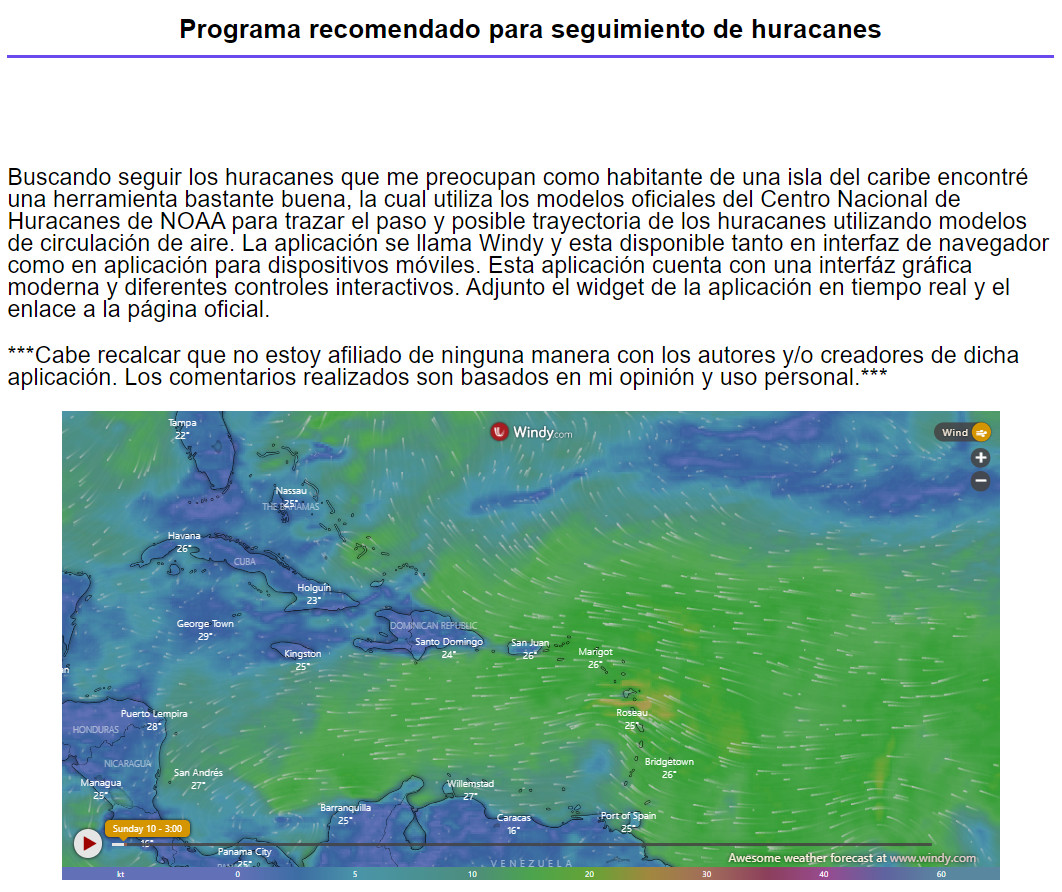 Programa recomendado para seguimiento de huracanes
Buscando seguir los huracanes que me preocupan como habitante de una isla del caribe encontré
una herramienta bastante buena, la cual utiliza los modelos oficiales del Centro Nacional de
Huracanes de NOAA para trazar el paso y posible trayectoria de los huracanes utilizando modelos
de circulación de aire. La aplicación se llama Windy y esta disponible tanto en interfaz de navegador
como en aplicación para dispositivos móviles. Esta aplicación cuenta con una interfáz gráfica
moderna y diferentes controles interactivos. Adjunto el widget de la aplicación en tiempo real y el
enlace a la página oficial.
***Cabe recalcar que no estoy afiliado de ninguna manera con los autores y/o creadores de dicha
aplicación. Los comentarios realizados son basados en mi opinión y uso personal.***
Windy.com
Wind
+
−
Tampa
22°
Nassau
25°
THE BAHAMAS
Havana
26°
CUBA
Holguín
23°
George Town
29°
DOMINICAN REPUBLIC
Santo Domingo
24°
San Juan
26°
Marigot
26°
Kingston
25°
Roseau
25°
Puerto Lempira
28°
HONDURAS
NICARAGUA
Managua
25°
San Andrés
27°
Bridgetown
26°
Willemstad
27°
Barranquilla
25°
Caracas
16°
Port of Spain
25°
Sunday 10 - 3:00
Panama City
25°
VENEZUELA
Awesome weather forecast at www.windy.com
kt 0 5 10 20 30 40 60